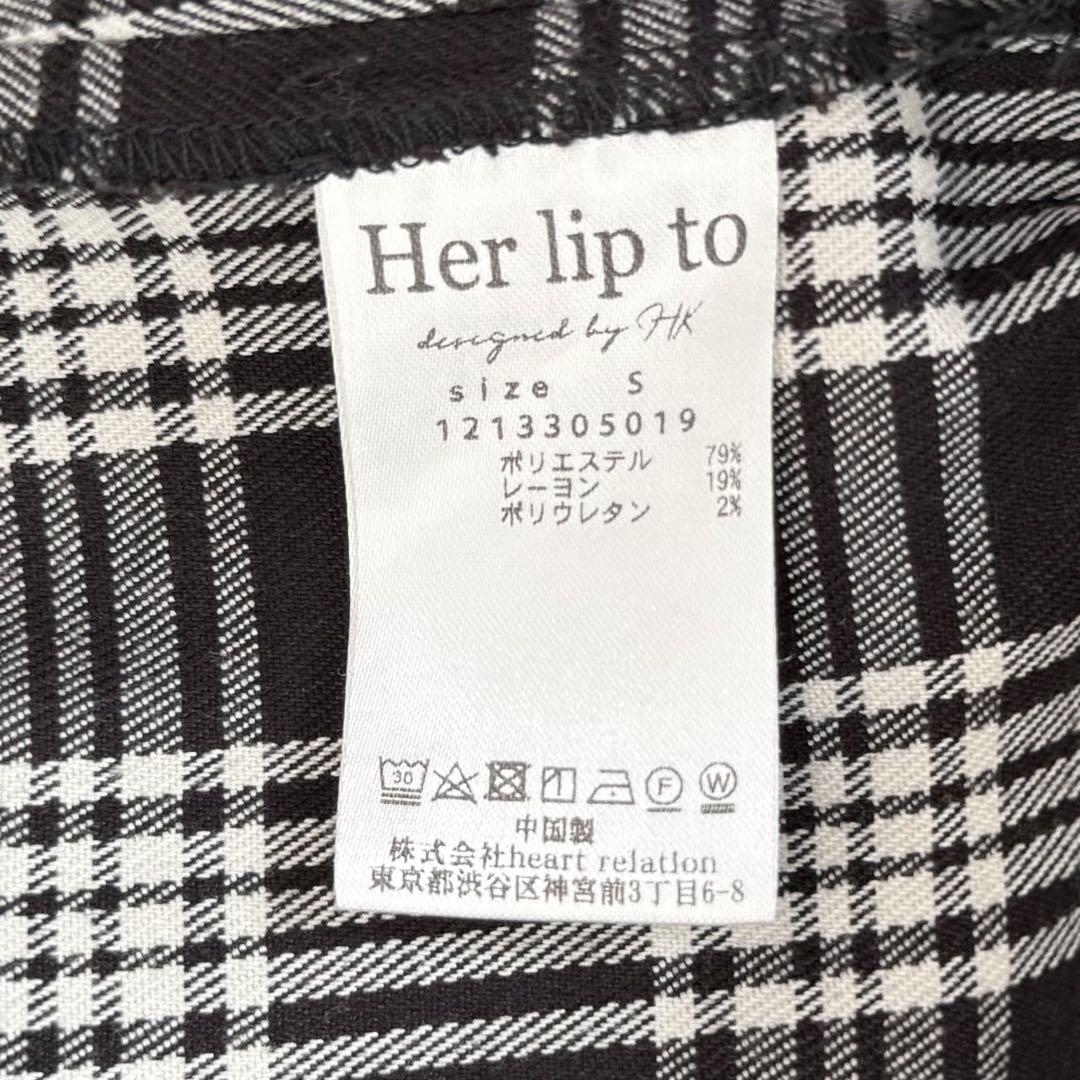 Her lip to
designed by HK
size S
1213305019
ポリエステル 79%
レーヨン 19%
ポリウレタン 2%
30 F W
中国製
株式会社heart relation
東京都渋谷区神宮前3丁目6-8